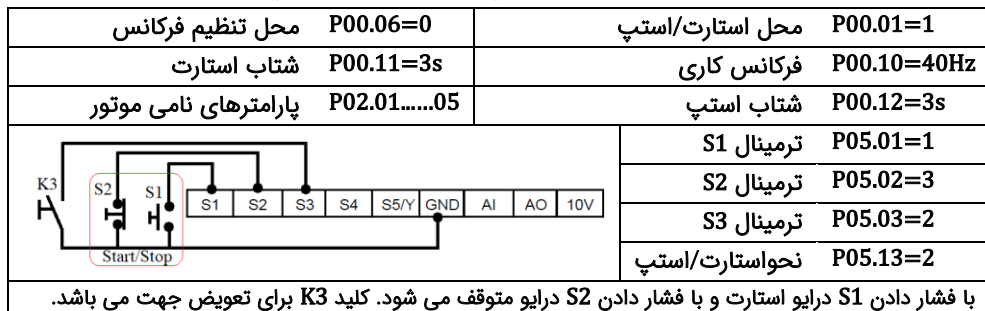 P00.01=1 محل استارت/استپ P00.06=0 محل تنظیم فرکانس
P00.10=40Hz فرکانس کاری P00.11=3s شتاب استارت
P00.12=3s شتاب استپ P02.01......05 پارامترهای نامی موتور
P05.01=1 ترمینال S1
P05.02=3 ترمینال S2
P05.03=2 ترمینال S3
P05.13=2 نحواستارت/استپ
K3 S2 S1
S1 S2 S3 S4 S5/Y GND AI AO 10V
Start/Stop
با فشار دادن S1 درایو استارت و با فشار دادن S2 درایو متوقف می شود. کلید K3 برای تعویض جهت می باشد.